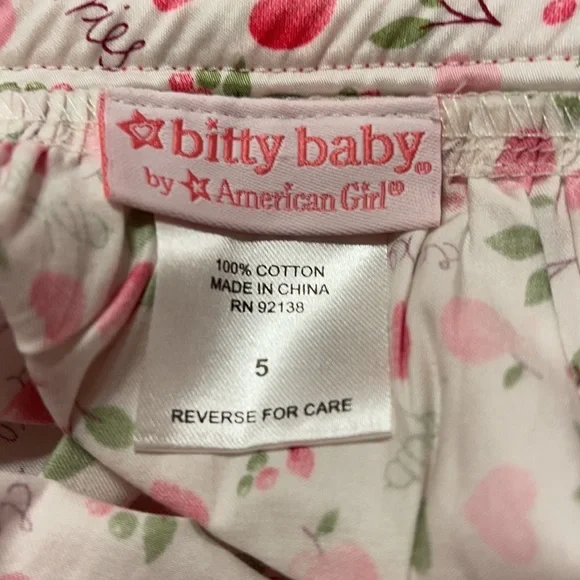 bitty baby®
by American Girl®
100% COTTON
MADE IN CHINA
RN 92138
5
REVERSE FOR CARE